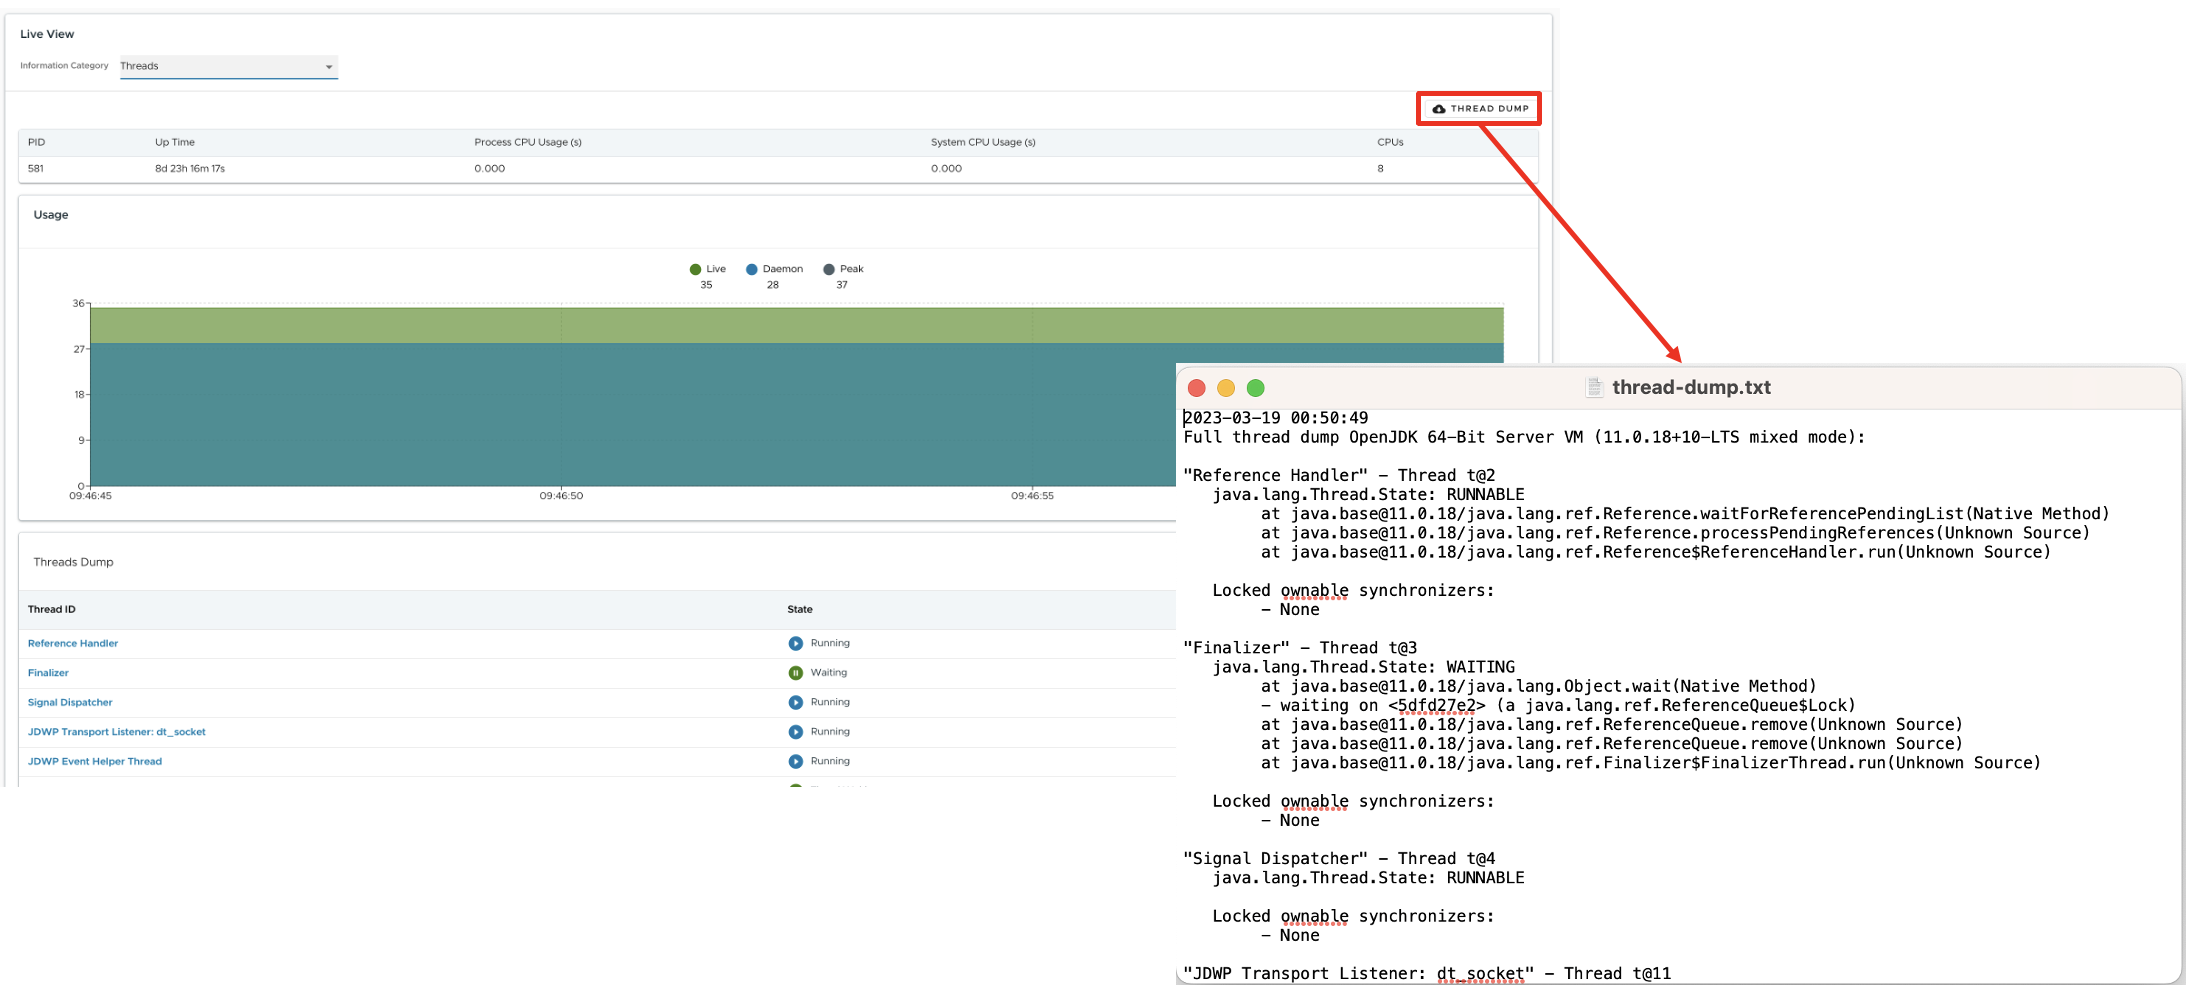 Live View
Information Category Threads
THREAD DUMP
PID Up Time Process CPU Usage (s) System CPU Usage (s) CPUs
581 8d 23h 16m 17s 0.000 0.000 8
Usage
Live Daemon Peak
35 28 37
36
27
18
9
0
09:46:45 09:46:50 09:46:55
Threads Dump
Thread ID State
Reference Handler Running
Finalizer Waiting
Signal Dispatcher Running
JDWP Transport Listener: dt_socket Running
JDWP Event Helper Thread Running
thread-dump.txt
2023-03-19 00:50:49
Full thread dump OpenJDK 64-Bit Server VM (11.0.18+10-LTS mixed mode):
"Reference Handler" - Thread t@2
java.lang.Thread.State: RUNNABLE
at java.base@11.0.18/java.lang.ref.Reference.waitForReferencePendingList(Native Method)
at java.base@11.0.18/java.lang.ref.Reference.processPendingReferences(Unknown Source)
at java.base@11.0.18/java.lang.ref.Reference$ReferenceHandler.run(Unknown Source)
Locked ownable synchronizers:
- None
"Finalizer" - Thread t@3
java.lang.Thread.State: WAITING
at java.base@11.0.18/java.lang.Object.wait(Native Method)
- waiting on <5dfd27e2> (a java.lang.ref.ReferenceQueue$Lock)
at java.base@11.0.18/java.lang.ref.ReferenceQueue.remove(Unknown Source)
at java.base@11.0.18/java.lang.ref.ReferenceQueue.remove(Unknown Source)
at java.base@11.0.18/java.lang.ref.Finalizer$FinalizerThread.run(Unknown Source)
Locked ownable synchronizers:
- None
"Signal Dispatcher" - Thread t@4
java.lang.Thread.State: RUNNABLE
Locked ownable synchronizers:
- None
"JDWP Transport Listener: dt_socket" - Thread t@11